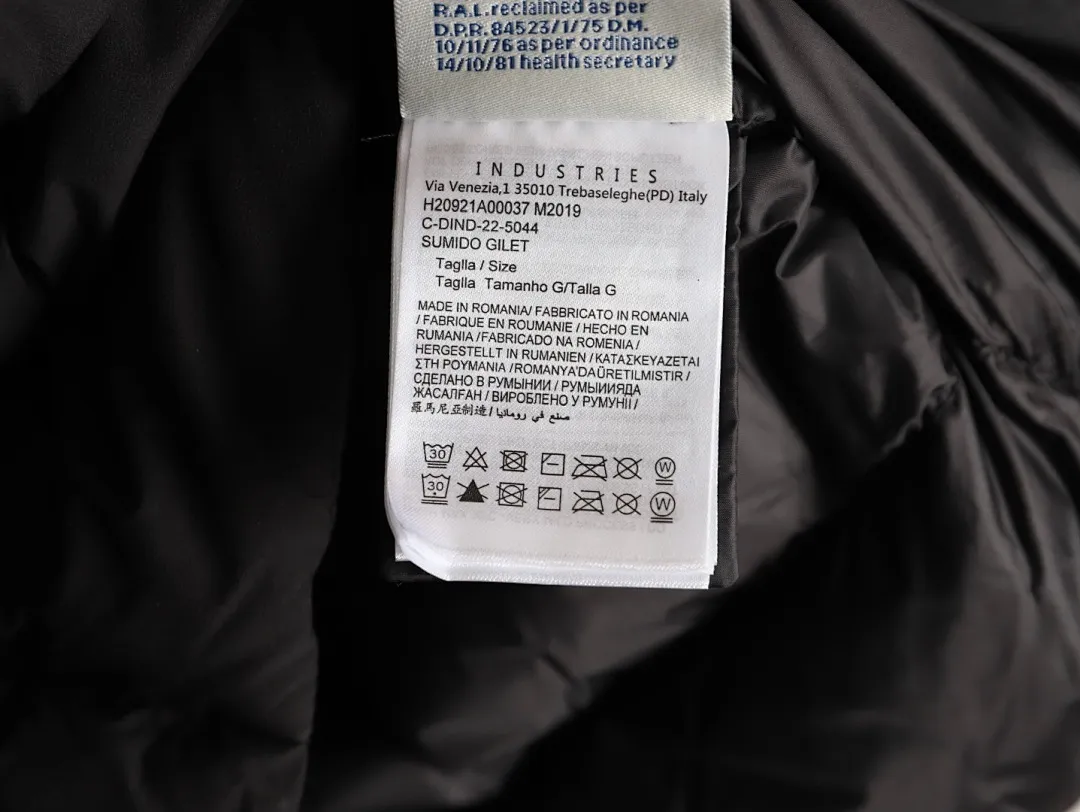 R.A.L.reclaimed as per
D.P.R. 84523/1/75 D.M.
10/11/76 as per ordinance
14/10/81 health secretary
INDUSTRIES
Via Venezia,1 35010 Trebaseleghe(PD) Italy
H20921A00037 M2019
C-DIND-22-5044
SUMIDO GILET
Taglla / Size
Taglla Tamanho G/Talla G
MADE IN ROMANIA/ FABBRICATO IN ROMANIA
/ FABRIQUE EN ROUMANIE / HECHO EN
RUMANIA /FABRICADO NA ROMENIA /
HERGESTELLT IN RUMANIEN / ΚΑΤΑΣΚΕΥΑΖΕΤΑΙ
ΣΤΗ ΡΟΥΜΑΝΙΑ /ROMANYA'DAÜRETILMISTIR /
СДЕЛАНО В РУМЫНИИ / РУМЫИИЯДА
ЖАСАЛҒАН / ВИРОБЛЕНО У РУМУНІІ /
羅馬尼亞制造 / صنع في رومانيا
30
W
30
W